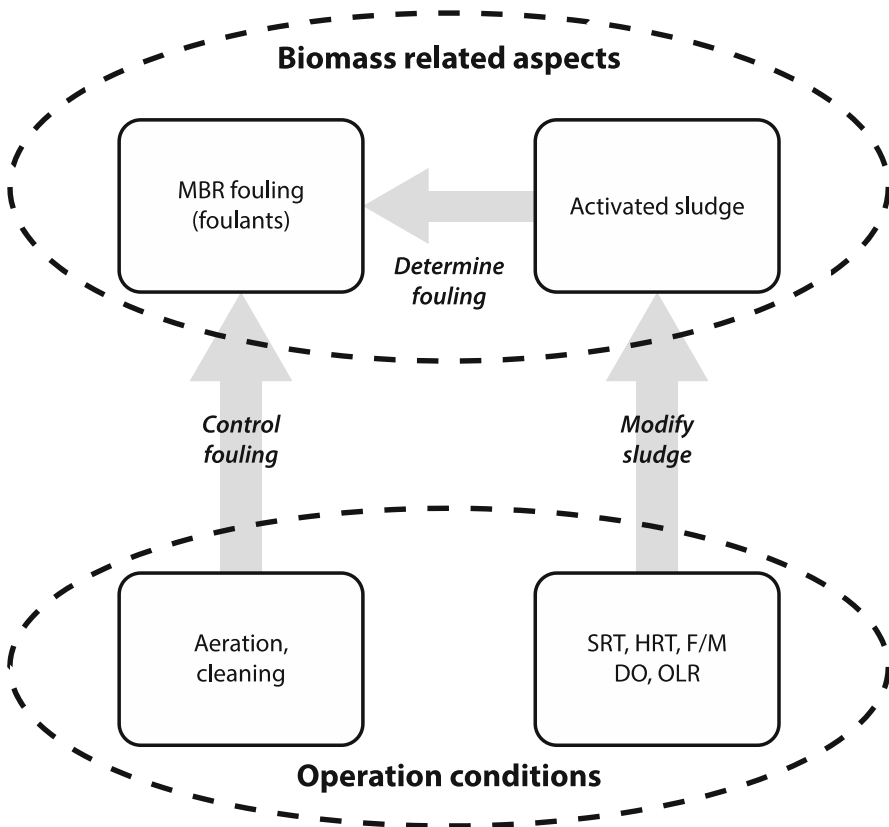 Biomass related aspects
MBR fouling
(foulants)
Activated sludge
Determine
fouling
Control
fouling
Modify
sludge
Aeration,
cleaning
SRT, HRT, F/M
DO, OLR
Operation conditions